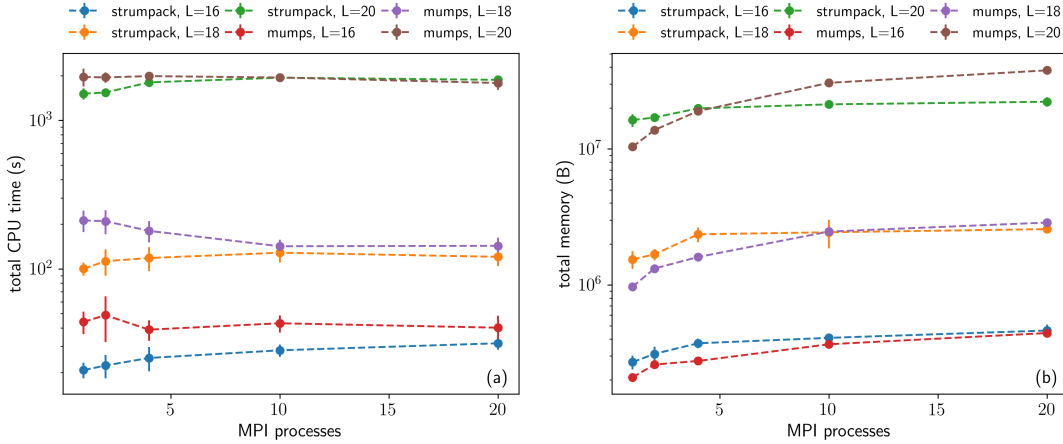 strumpack, L=16 strumpack, L=20 mumps, L=18
strumpack, L=18 mumps, L=16 mumps, L=20
total CPU time (s)
10³
10²
5 10 15 20
MPI processes
(a)
strumpack, L=16 strumpack, L=20 mumps, L=18
strumpack, L=18 mumps, L=16 mumps, L=20
total memory (B)
10⁷
10⁶
5 10 15 20
MPI processes
(b)